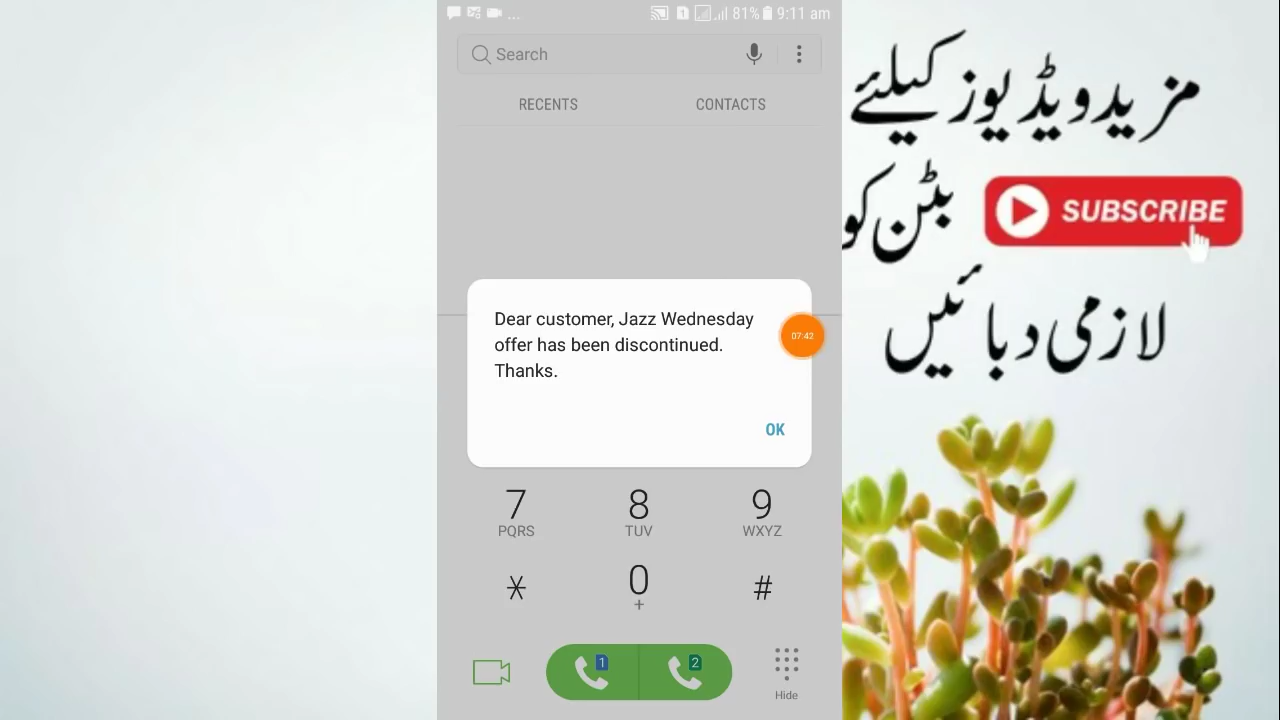 ... 81% 9:11 am
Search
RECENTS CONTACTS
Dear customer, Jazz Wednesday
offer has been discontinued.
Thanks.
07:42
OK
7 8 9
PQRS TUV WXYZ
* 0 #
+
1 2
Hide
مزید ویڈیوز کیلئے
SUBSCRIBE بٹن کو
لازمی دبائیں